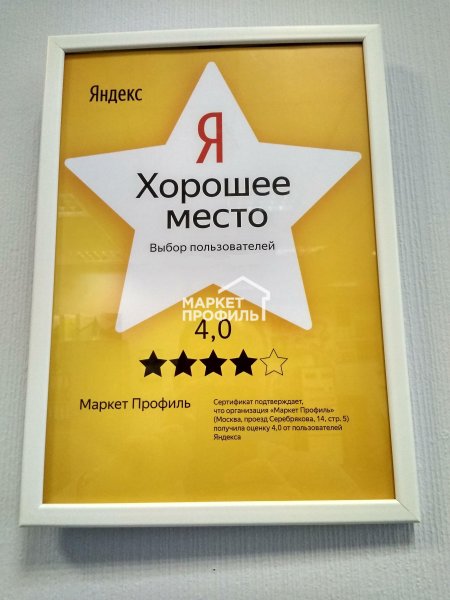 Яндекс
Я
Хорошее
место
Выбор пользователей
МАРКЕТ
ПРОФИЛЬ
4,0
Маркет Профиль
Сертификат подтверждает,
что организация «Маркет Профиль»
(Москва, проезд Серебрякова, 14, стр. 5)
получила оценку 4,0 от пользователей
Яндекса